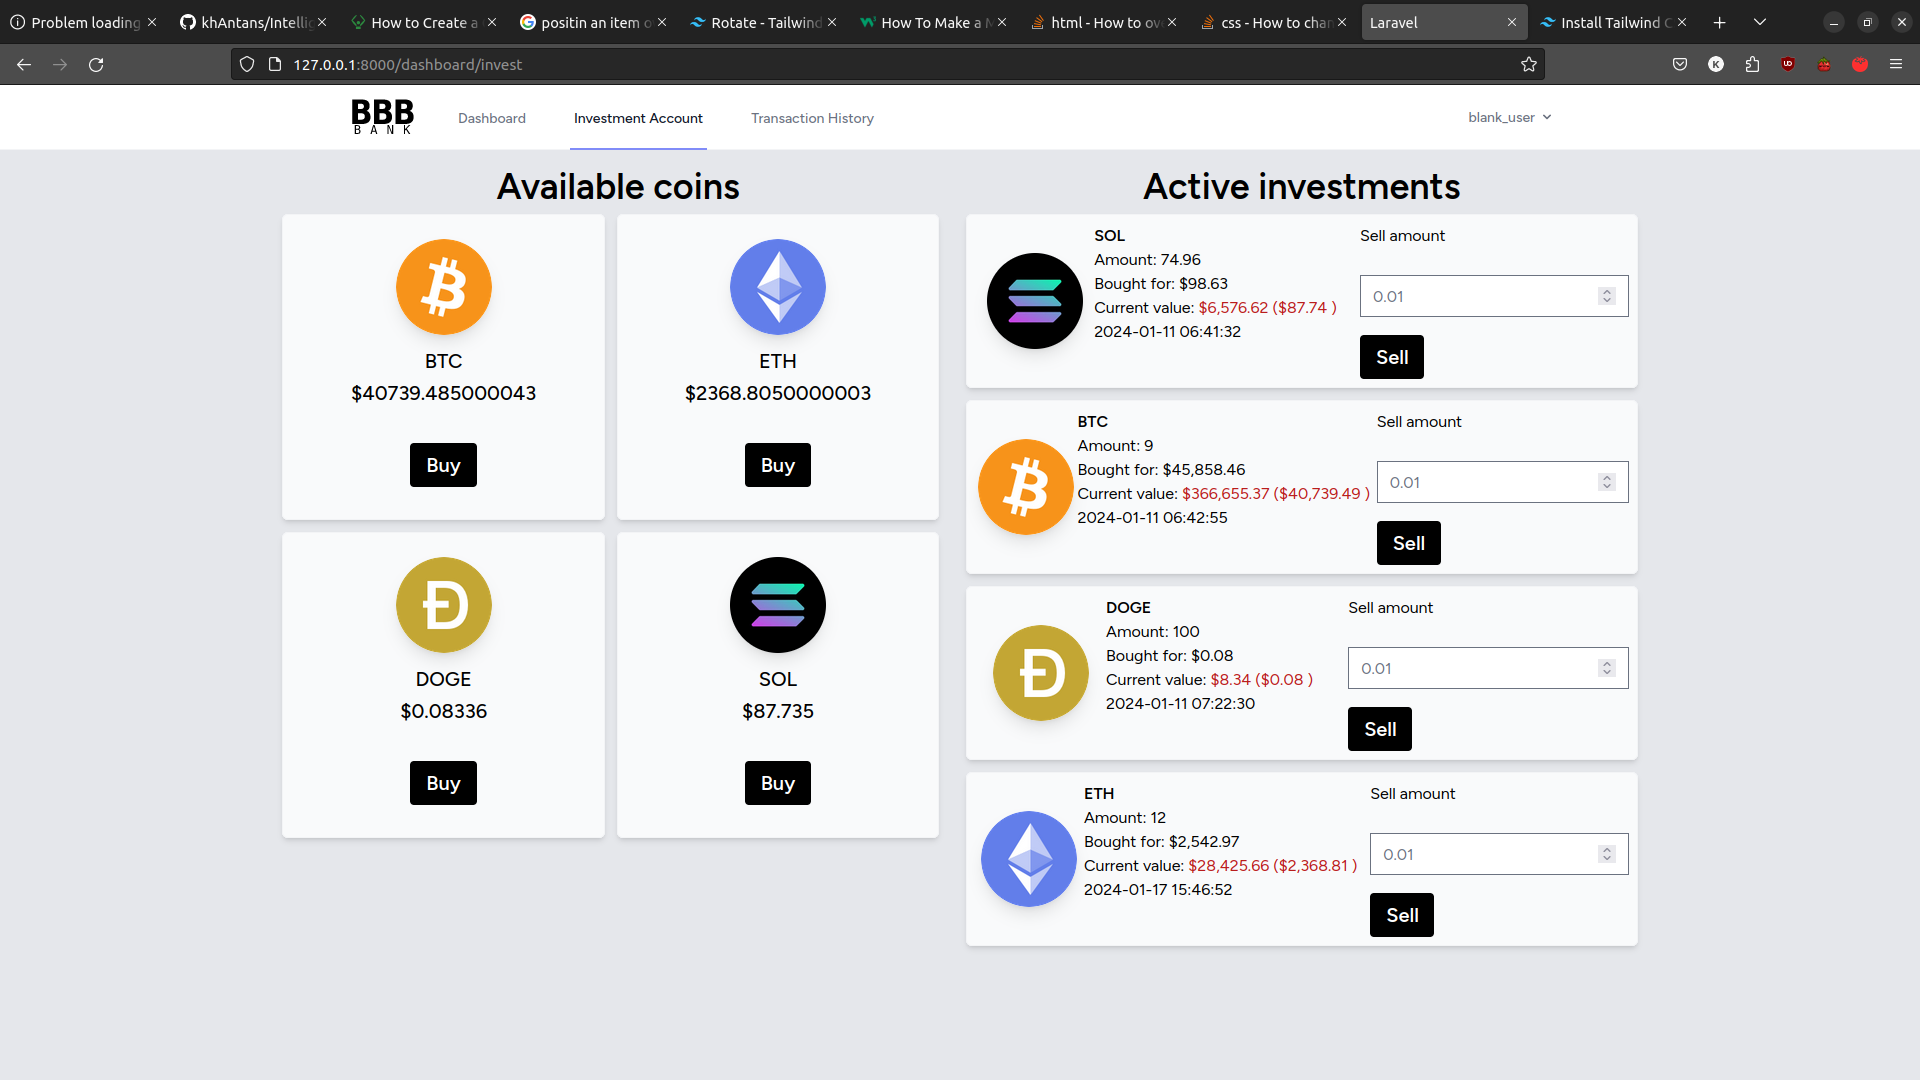 Problem loading
khAntans/Intellig
How to Create a
positin an item o
Rotate - Tailwind
How To Make a M
html - How to ov
css - How to chan
Laravel
Install Tailwind C
127.0.0.1:8000/dashboard/invest
K
BBB
BANK
Dashboard
Investment Account
Transaction History
blank_user
Available coins
BTC
$40739.485000043
Buy
ETH
$2368.8050000003
Buy
DOGE
$0.08336
Buy
SOL
$87.735
Buy
Active investments
SOL
Amount: 74.96
Bought for: $98.63
Current value: $6,576.62 ($87.74 )
2024-01-11 06:41:32
Sell amount
0.01
Sell
BTC
Amount: 9
Bought for: $45,858.46
Current value: $366,655.37 ($40,739.49 )
2024-01-11 06:42:55
Sell amount
0.01
Sell
DOGE
Amount: 100
Bought for: $0.08
Current value: $8.34 ($0.08 )
2024-01-11 07:22:30
Sell amount
0.01
Sell
ETH
Amount: 12
Bought for: $2,542.97
Current value: $28,425.66 ($2,368.81 )
2024-01-17 15:46:52
Sell amount
0.01
Sell